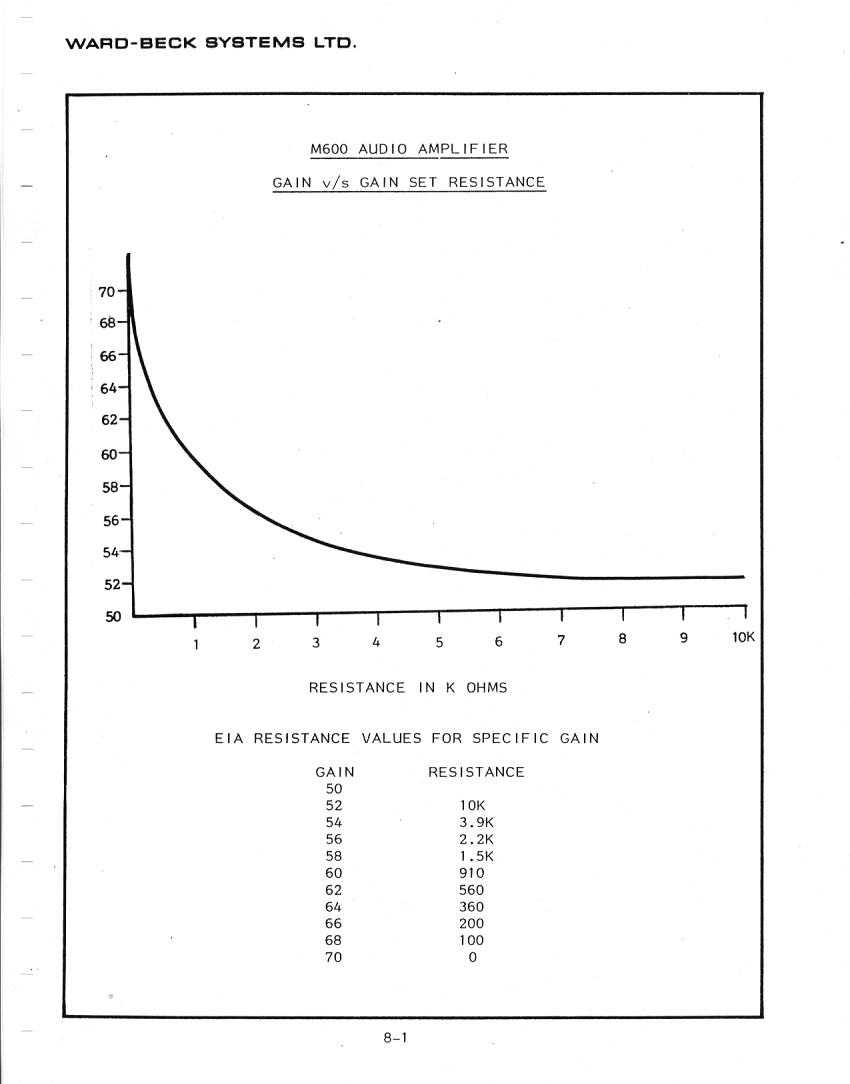 WARD-BECK SYSTEMS LTD.
M600 AUDIO AMPLIFIER
GAIN v/s GAIN SET RESISTANCE
70
68
66
64
62
60
58
56
54
52
50
1 2 3 4 5 6 7 8 9 10K
RESISTANCE IN K OHMS
EIA RESISTANCE VALUES FOR SPECIFIC GAIN
GAIN RESISTANCE
50
52 10K
54 3.9K
56 2.2K
58 1.5K
60 910
62 560
64 360
66 200
68 100
70 0
8-1